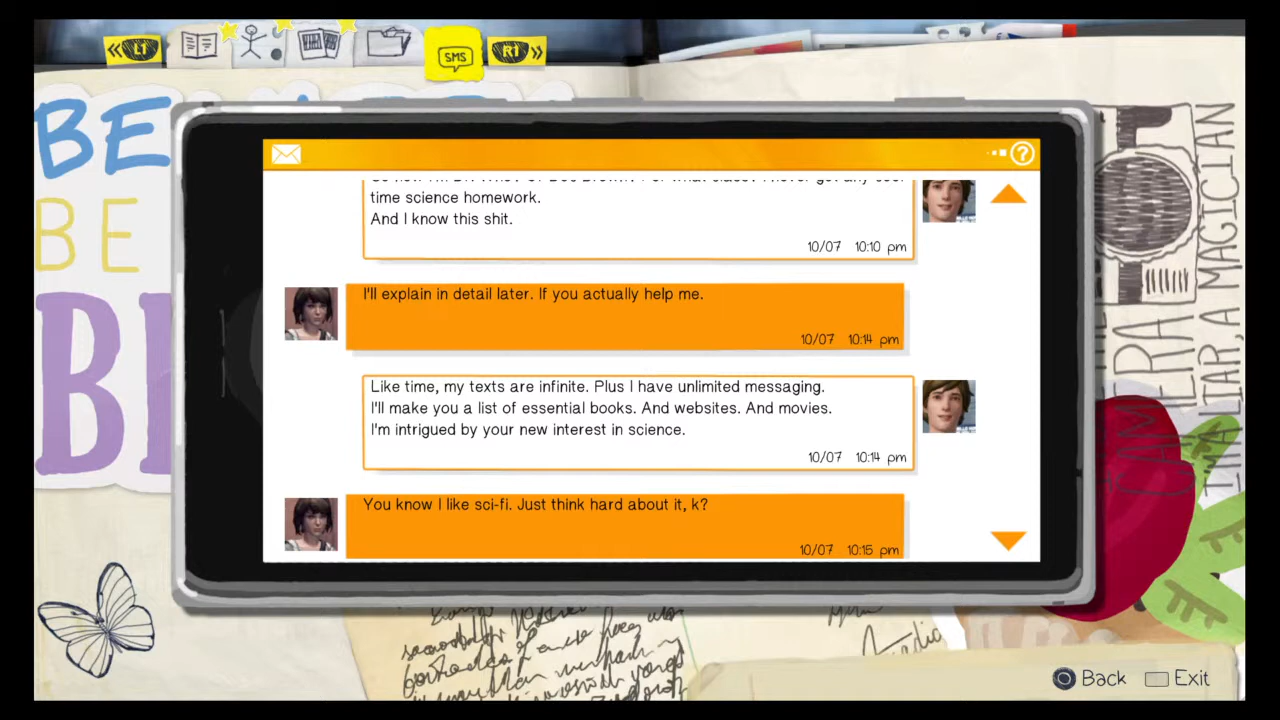 L1
SMS
R1
BE
BE
time science homework.
And I know this shit.
10/07 10:10 pm
I'll explain in detail later. If you actually help me.
10/07 10:14 pm
Like time, my texts are infinite. Plus I have unlimited messaging.
I'll make you a list of essential books. And websites. And movies.
I'm intrigued by your new interest in science.
10/07 10:14 pm
You know I like sci-fi. Just think hard about it, k?
10/07 10:15 pm
LIAR, A MAGICIAN
Back
Exit